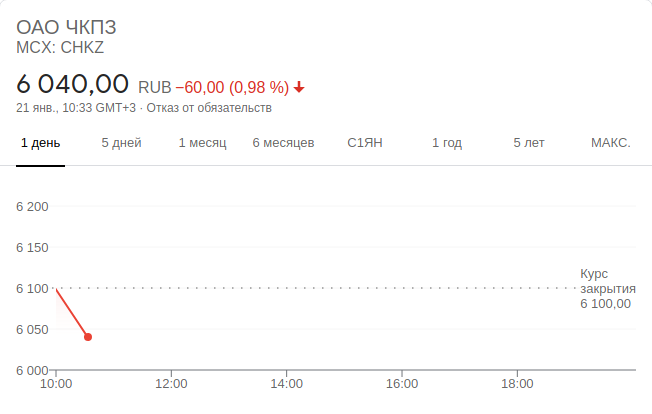 ОАО ЧКПЗ
MCX: CHKZ
6 040,00 RUB −60,00 (0,98 %)
21 янв., 10:33 GMT+3 · Отказ от обязательств
1 день 5 дней 1 месяц 6 месяцев С1ЯН 1 год 5 лет МАКС.
6 200
6 150
6 100
6 050
6 000
Курс
закрытия
6 100,00
10:00 12:00 14:00 16:00 18:00